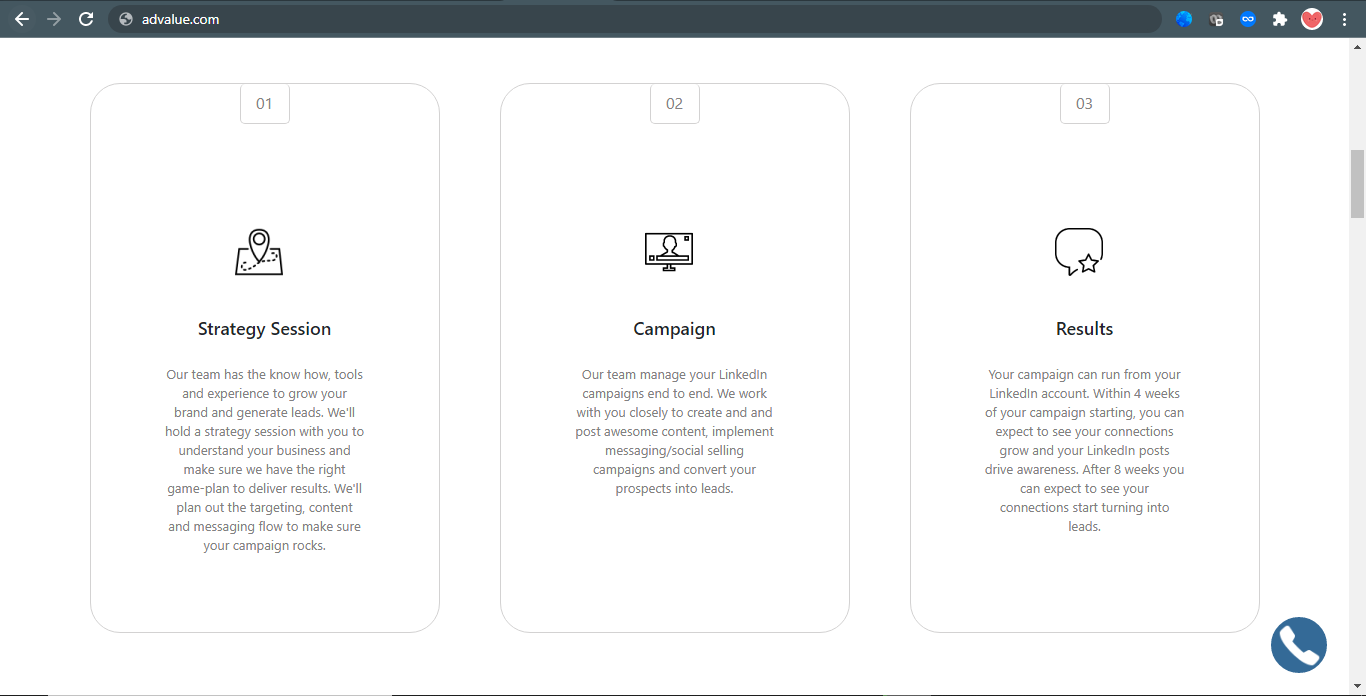 advalue.com
01
Strategy Session
Our team has the know how, tools
and experience to grow your
brand and generate leads. We'll
hold a strategy session with you to
understand your business and
make sure we have the right
game-plan to deliver results. We'll
plan out the targeting, content
and messaging flow to make sure
your campaign rocks.
02
Campaign
Our team manage your LinkedIn
campaigns end to end. We work
with you closely to create and and
post awesome content, implement
messaging/social selling
campaigns and convert your
prospects into leads.
03
Results
Your campaign can run from your
LinkedIn account. Within 4 weeks
of your campaign starting, you can
expect to see your connections
grow and your LinkedIn posts
drive awareness. After 8 weeks you
can expect to see your
connections start turning into
leads.